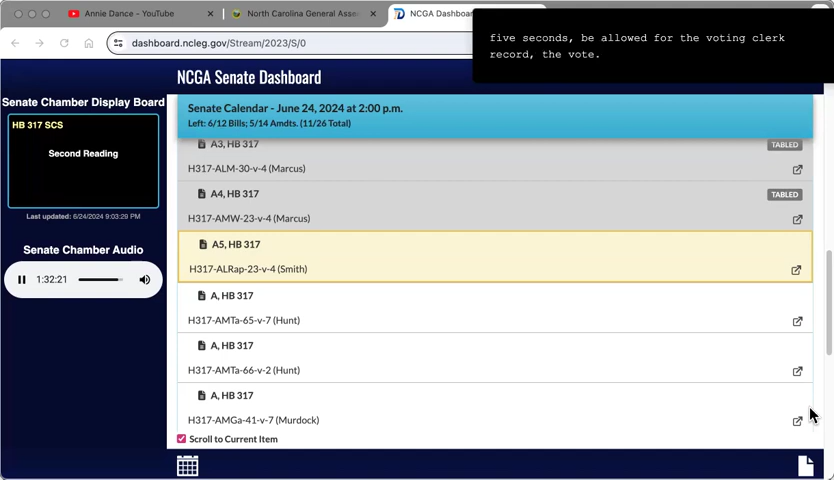 Annie Dance – YouTube
North Carolina General Asse
NCGA Dashboa
dashboard.ncleg.gov/Stream/2023/S/0
five seconds, be allowed for the voting clerk
record, the vote.
NCGA Senate Dashboard
Senate Chamber Display Board
HB 317 SCS
Second Reading
Last updated: 6/24/2024 9:03:29 PM
Senate Chamber Audio
1:32:21
Senate Calendar - June 24, 2024 at 2:00 p.m.
Left: 6/12 Bills; 5/14 Amdts. (11/26 Total)
A3, HB 317
TABLED
H317-ALM-30-v-4 (Marcus)
A4, HB 317
TABLED
H317-AMW-23-v-4 (Marcus)
A5, HB 317
H317-ALRap-23-v-4 (Smith)
A, HB 317
H317-AMTa-65-v-7 (Hunt)
A, HB 317
H317-AMTa-66-v-2 (Hunt)
A, HB 317
H317-AMGa-41-v-7 (Murdock)
Scroll to Current Item